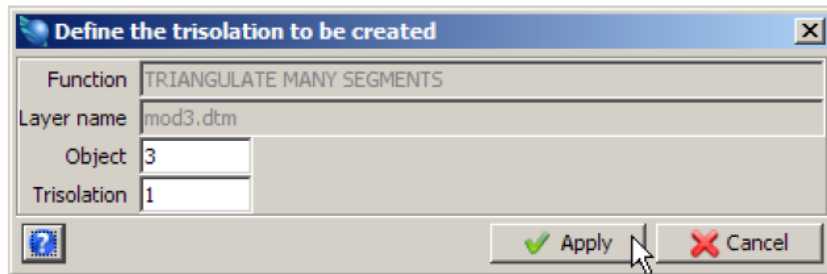 Define the trisolation to be created
Function TRIANGULATE MANY SEGMENTS
Layer name mod3.dtm
Object 3
Trisolation 1
? Apply Cancel